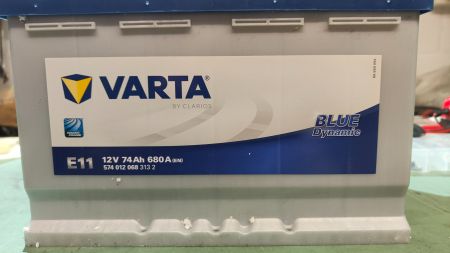 VARTA®
BY CLARIOS
BLUE
Dynamic
E11 12V 74Ah 680A (EN)
574 012 068 313 2